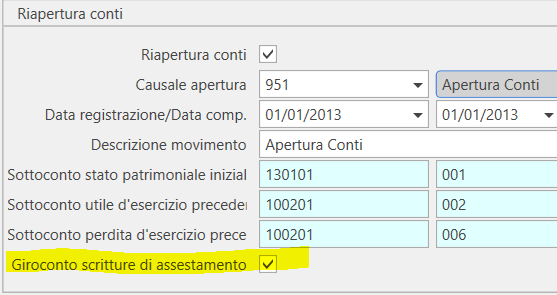 Riapertura conti
Riapertura conti
Causale apertura 951 Apertura Conti
Data registrazione/Data comp. 01/01/2013 01/01/2013
Descrizione movimento Apertura Conti
Sottoconto stato patrimoniale inizial 130101 001
Sottoconto utile d'esercizio preceder 100201 002
Sottoconto perdita d'esercizio prece 100201 006
Giroconto scritture di assestamento